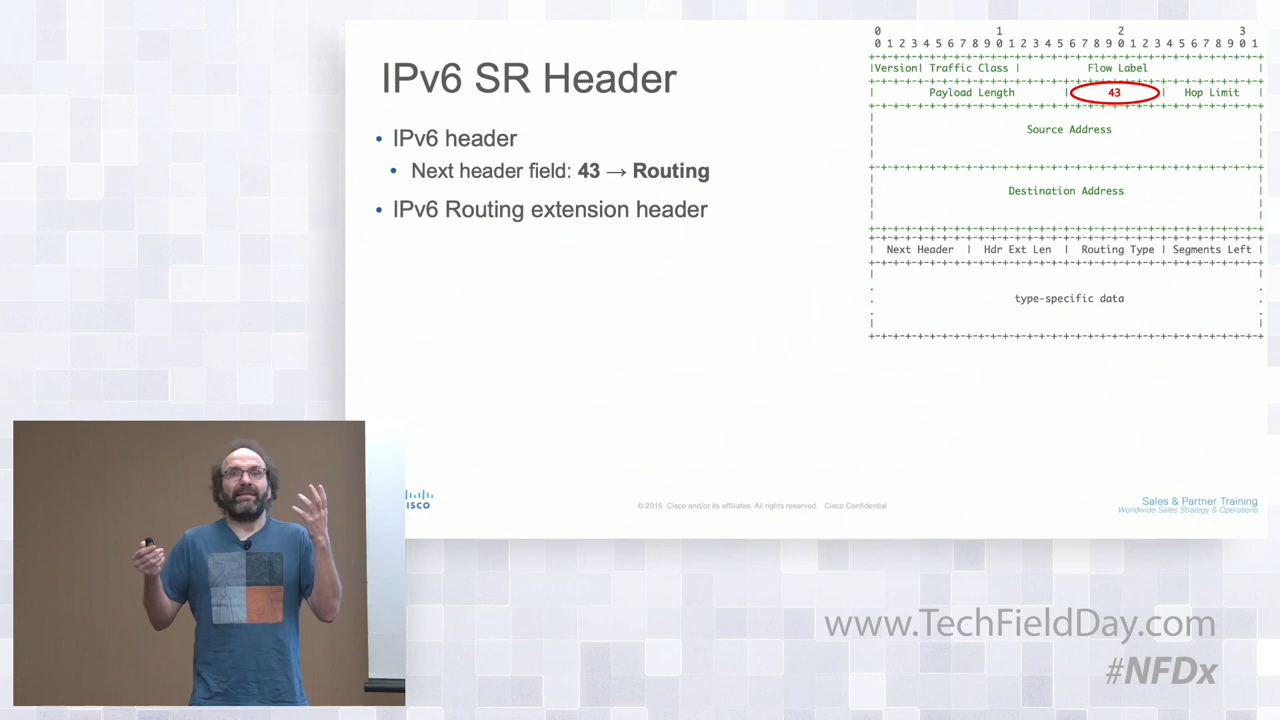 IPv6 SR Header
• IPv6 header
• Next header field: 43 → Routing
• IPv6 Routing extension header
0 1 2 3
0 1 2 3 4 5 6 7 8 9 0 1 2 3 4 5 6 7 8 9 0 1 2 3 4 5 6 7 8 9 0 1
+-+-+-+-+-+-+-+-+-+-+-+-+-+-+-+-+-+-+-+-+-+-+-+-+-+-+-+-+-+-+-+-+
|Version| Traffic Class | Flow Label |
+-+-+-+-+-+-+-+-+-+-+-+-+-+-+-+-+-+-+-+-+-+-+-+-+-+-+-+-+-+-+-+-+
| Payload Length | 43 | Hop Limit |
+-+-+-+-+-+-+-+-+-+-+-+-+-+-+-+-+-+-+-+-+-+-+-+-+-+-+-+-+-+-+-+-+
| Source Address |
+-+-+-+-+-+-+-+-+-+-+-+-+-+-+-+-+-+-+-+-+-+-+-+-+-+-+-+-+-+-+-+-+
| Destination Address |
+-+-+-+-+-+-+-+-+-+-+-+-+-+-+-+-+-+-+-+-+-+-+-+-+-+-+-+-+-+-+-+-+
+-+-+-+-+-+-+-+-+-+-+-+-+-+-+-+-+-+-+-+-+-+-+-+-+-+-+-+-+-+-+-+-+
| Next Header | Hdr Ext Len | Routing Type | Segments Left |
+-+-+-+-+-+-+-+-+-+-+-+-+-+-+-+-+-+-+-+-+-+-+-+-+-+-+-+-+-+-+-+-+
. type-specific data .
+-+-+-+-+-+-+-+-+-+-+-+-+-+-+-+-+-+-+-+-+-+-+-+-+-+-+-+-+-+-+-+-+
ISCO
© 2016 Cisco and/or its affiliates. All rights reserved. Cisco Confidential
Sales & Partner Training
Worldwide Sales Strategy & Operations
www.TechFieldDay.com
#NFDx